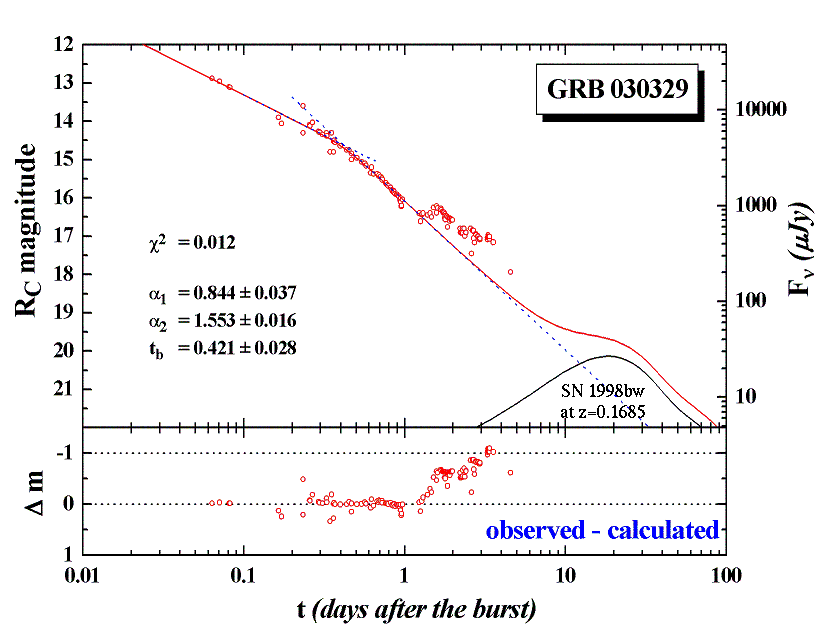 GRB 030329
12
13
14
15
16
17
18
19
20
21
R_C magnitude
10000
1000
100
10
F_ν (μJy)
χ² = 0.012
α₁ = 0.844 ± 0.037
α₂ = 1.553 ± 0.016
t_b = 0.421 ± 0.028
SN 1998bw
at z=0.1685
-1
0
1
Δ m
observed - calculated
0.01 0.1 1 10 100
t (days after the burst)